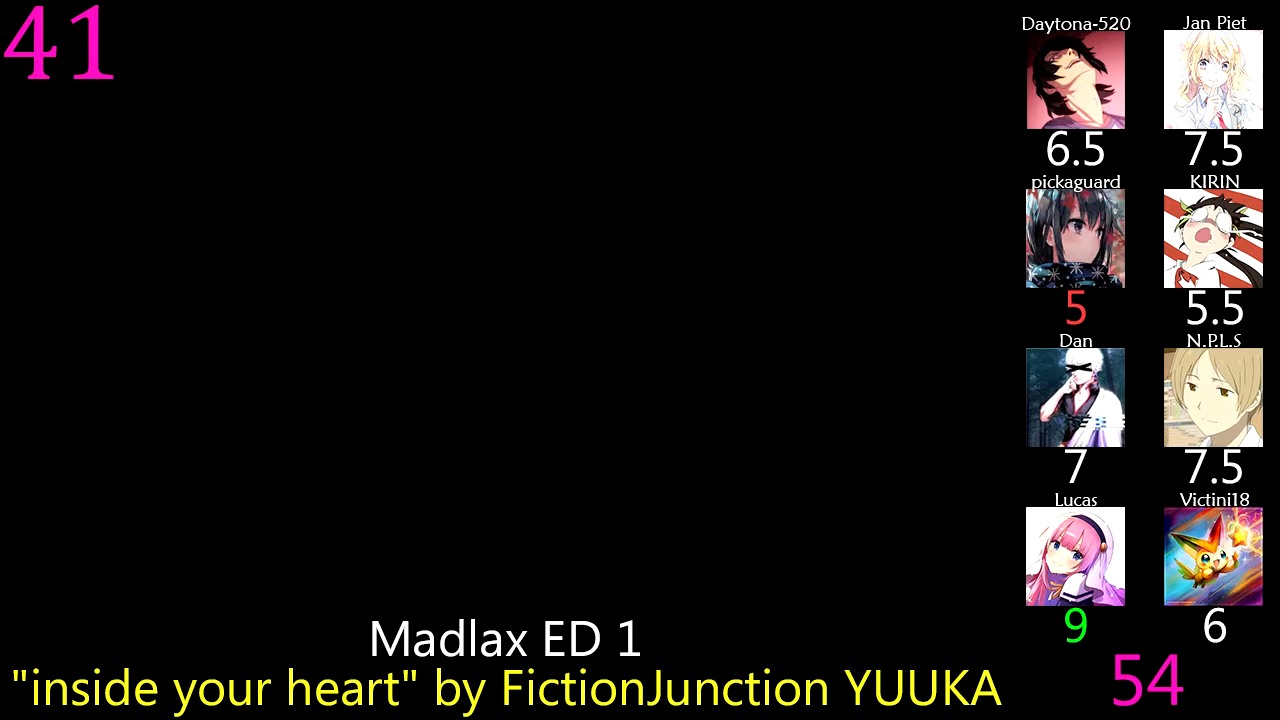 41
Daytona-520
Jan Piet
6.5
7.5
pickaguard
KIRIN
5
5.5
Dan
N.P.L.S
7
7.5
Lucas
Victini18
9
6
Madlax ED 1
"inside your heart" by FictionJunction YUUKA
54